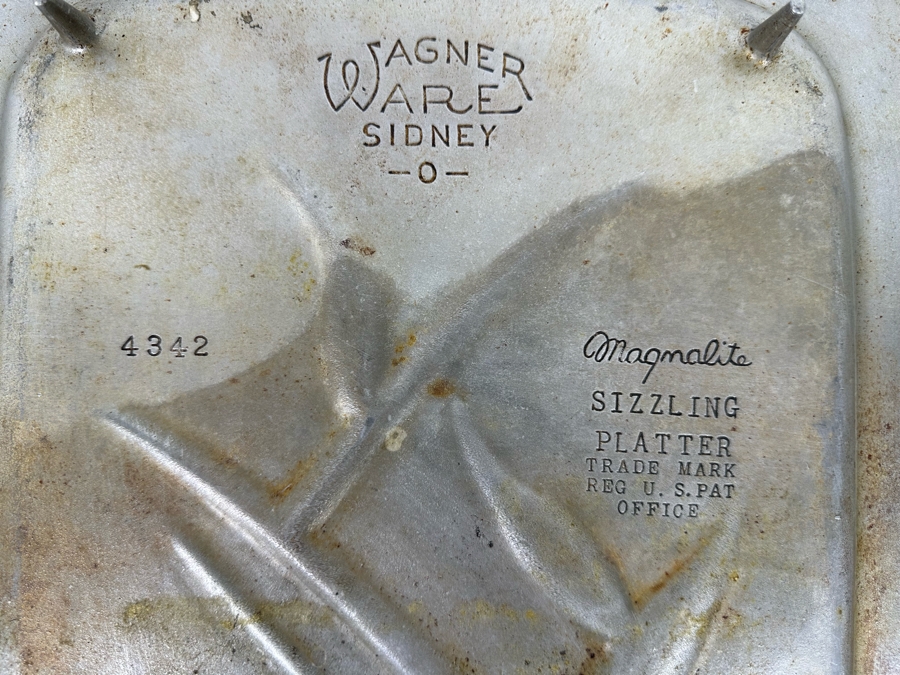 WAGNER
WARE
SIDNEY
-O-
4342
Magnalite
SIZZLING
PLATTER
TRADE MARK
REG U.S.PAT
OFFICE